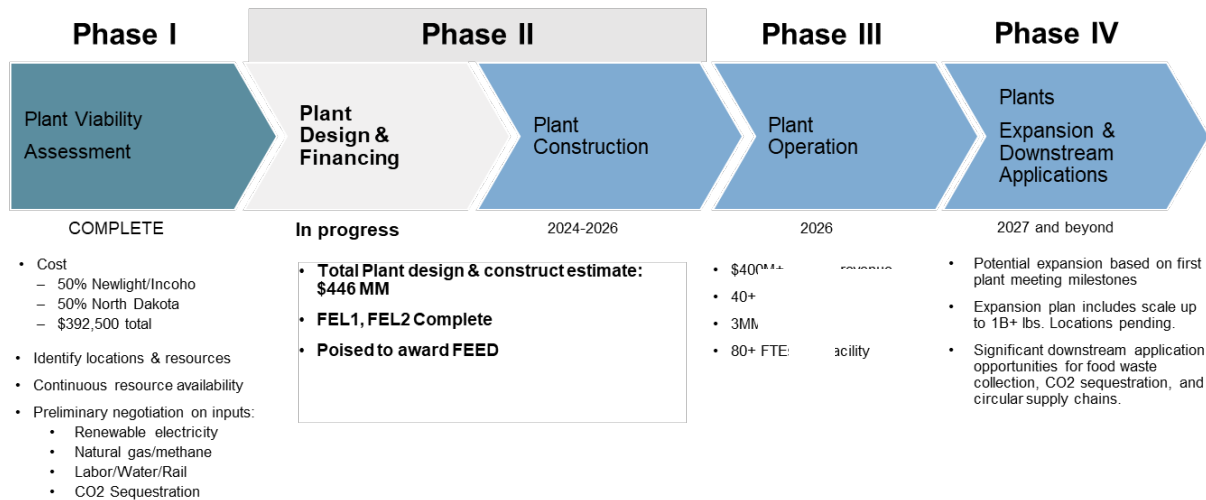 Phase I
Phase II
Phase III
Phase IV
Plant Viability
Assessment
Plant
Design &
Financing
Plant
Construction
Plant
Operation
Plants
Expansion &
Downstream
Applications
COMPLETE
In progress
2024-2026
2026
2027 and beyond
• Cost
– 50% Newlight/Incoho
– 50% North Dakota
– $392,500 total
• Identify locations & resources
• Continuous resource availability
• Preliminary negotiation on inputs:
• Renewable electricity
• Natural gas/methane
• Labor/Water/Rail
• CO2 Sequestration
• Total Plant design & construct estimate:
$446 MM
• FEL1, FEL2 Complete
• Poised to award FEED
• $400M+
• 40+
• 3MM
• 80+
• Potential expansion based on first
plant meeting milestones
• Expansion plan includes scale up
to 1B+ lbs. Locations pending.
• Significant downstream application
opportunities for food waste
collection, CO2 sequestration, and
circular supply chains.